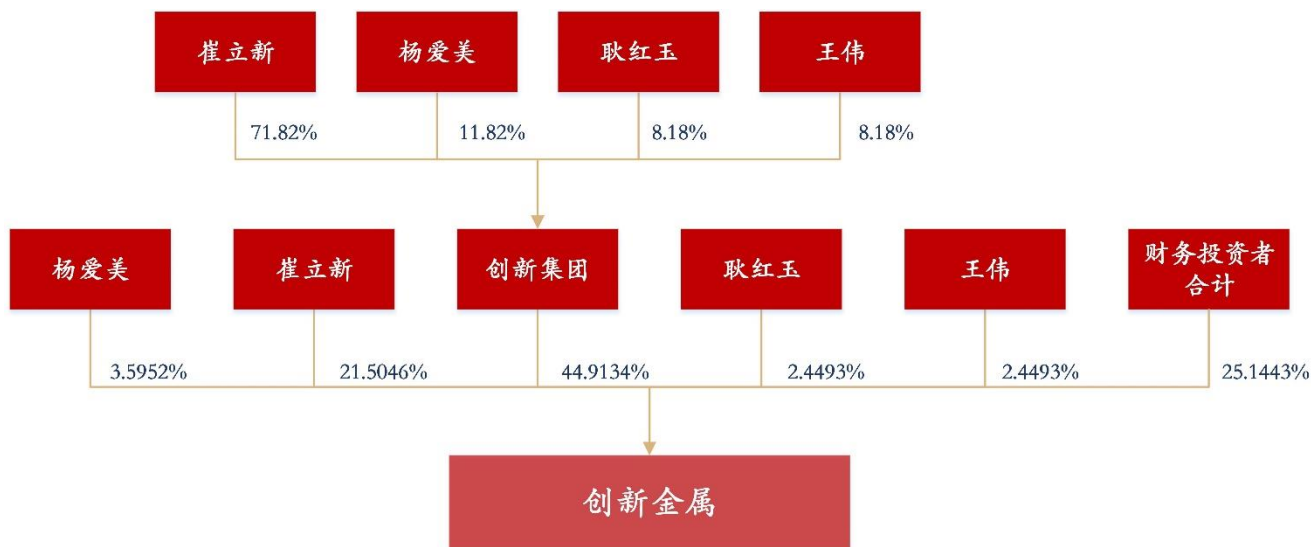 崔立新
杨爱美
耿红玉
王伟
71.82%
11.82%
8.18%
8.18%
杨爱美
崔立新
创新集团
耿红玉
王伟
财务投资者
合计
3.5952%
21.5046%
44.9134%
2.4493%
2.4493%
25.1443%
创新金属